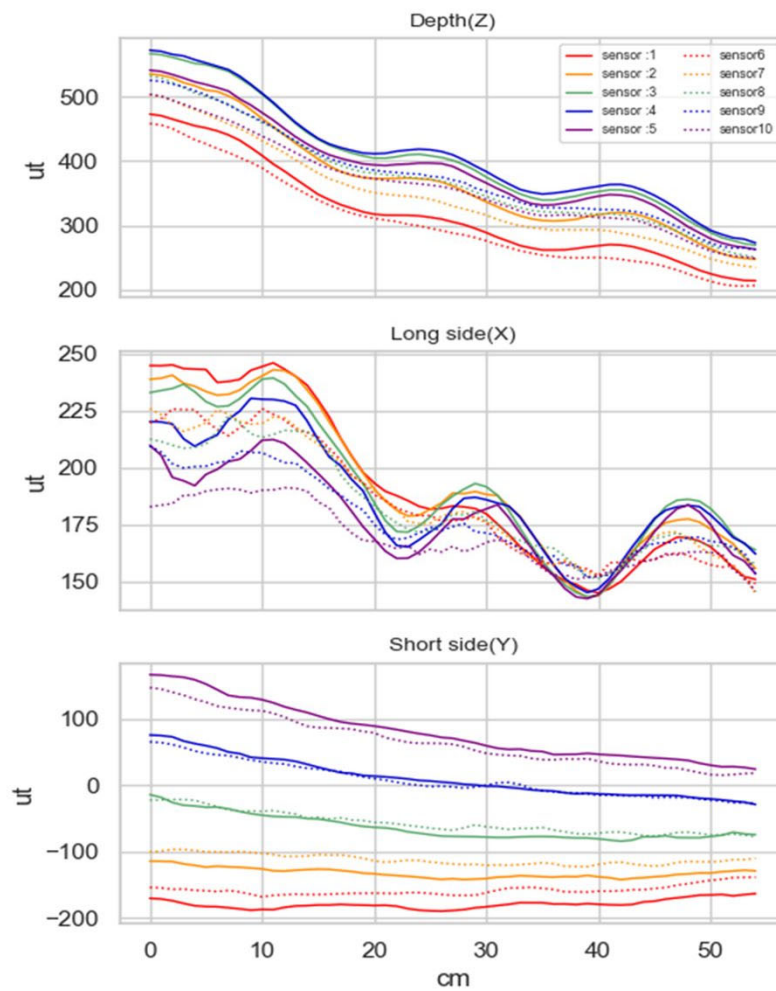 Depth(Z)
sensor :1 sensor6
sensor :2 sensor7
sensor :3 sensor8
sensor :4 sensor9
sensor :5 sensor10
500
400
300
200
ut
Long side(X)
250
225
200
175
150
ut
Short side(Y)
100
0
−100
−200
ut
0 10 20 30 40 50
cm